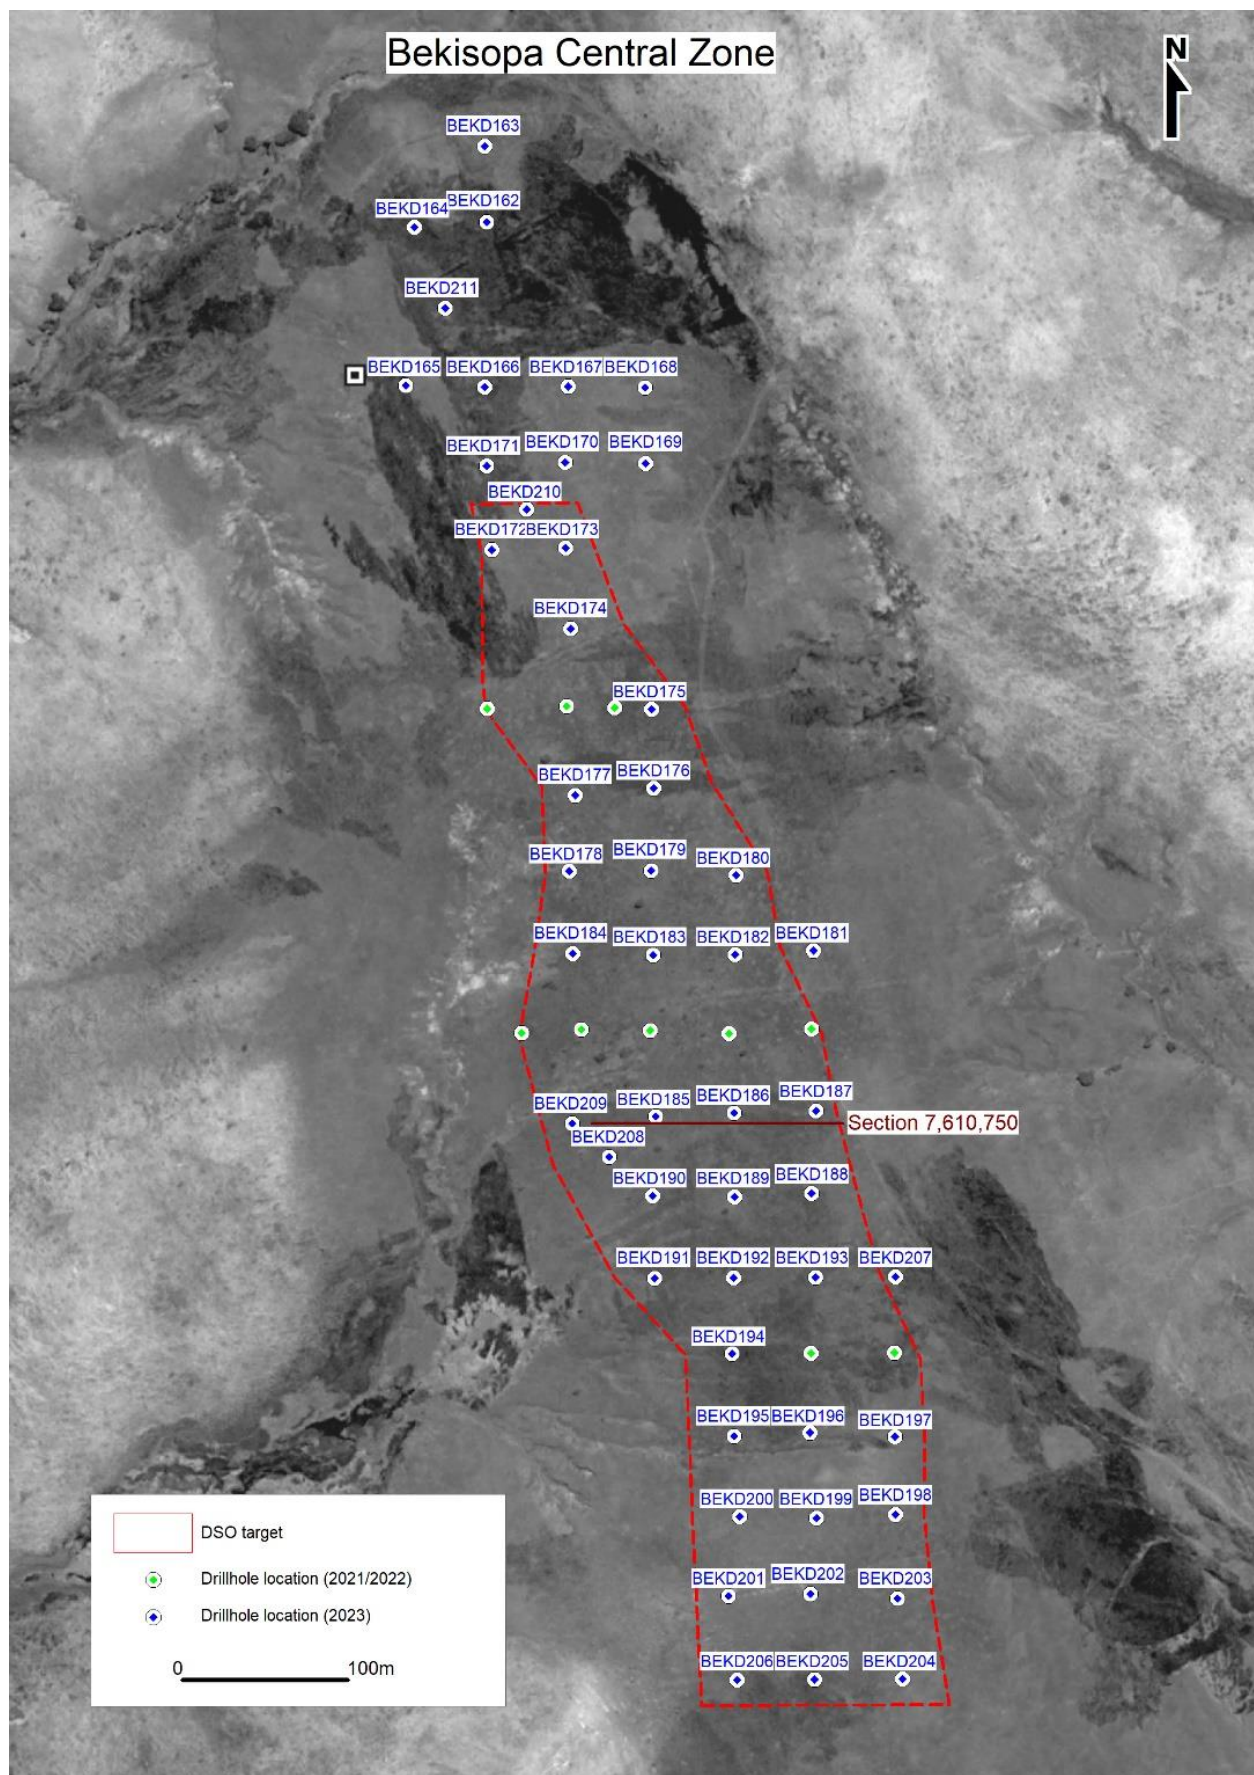 Bekisopa Central Zone
N
BEKD163
BEKD164
BEKD162
BEKD211
BEKD165
BEKD166
BEKD167
BEKD168
BEKD171
BEKD170
BEKD169
BEKD210
BEKD172
BEKD173
BEKD174
BEKD175
BEKD177
BEKD176
BEKD178
BEKD179
BEKD180
BEKD184
BEKD183
BEKD182
BEKD181
BEKD209
BEKD185
BEKD186
BEKD187
Section 7,610,750
BEKD208
BEKD190
BEKD189
BEKD188
BEKD191
BEKD192
BEKD193
BEKD207
BEKD194
BEKD195
BEKD196
BEKD197
BEKD200
BEKD199
BEKD198
BEKD201
BEKD202
BEKD203
BEKD206
BEKD205
BEKD204
DSO target
Drillhole location (2021/2022)
Drillhole location (2023)
0 100m